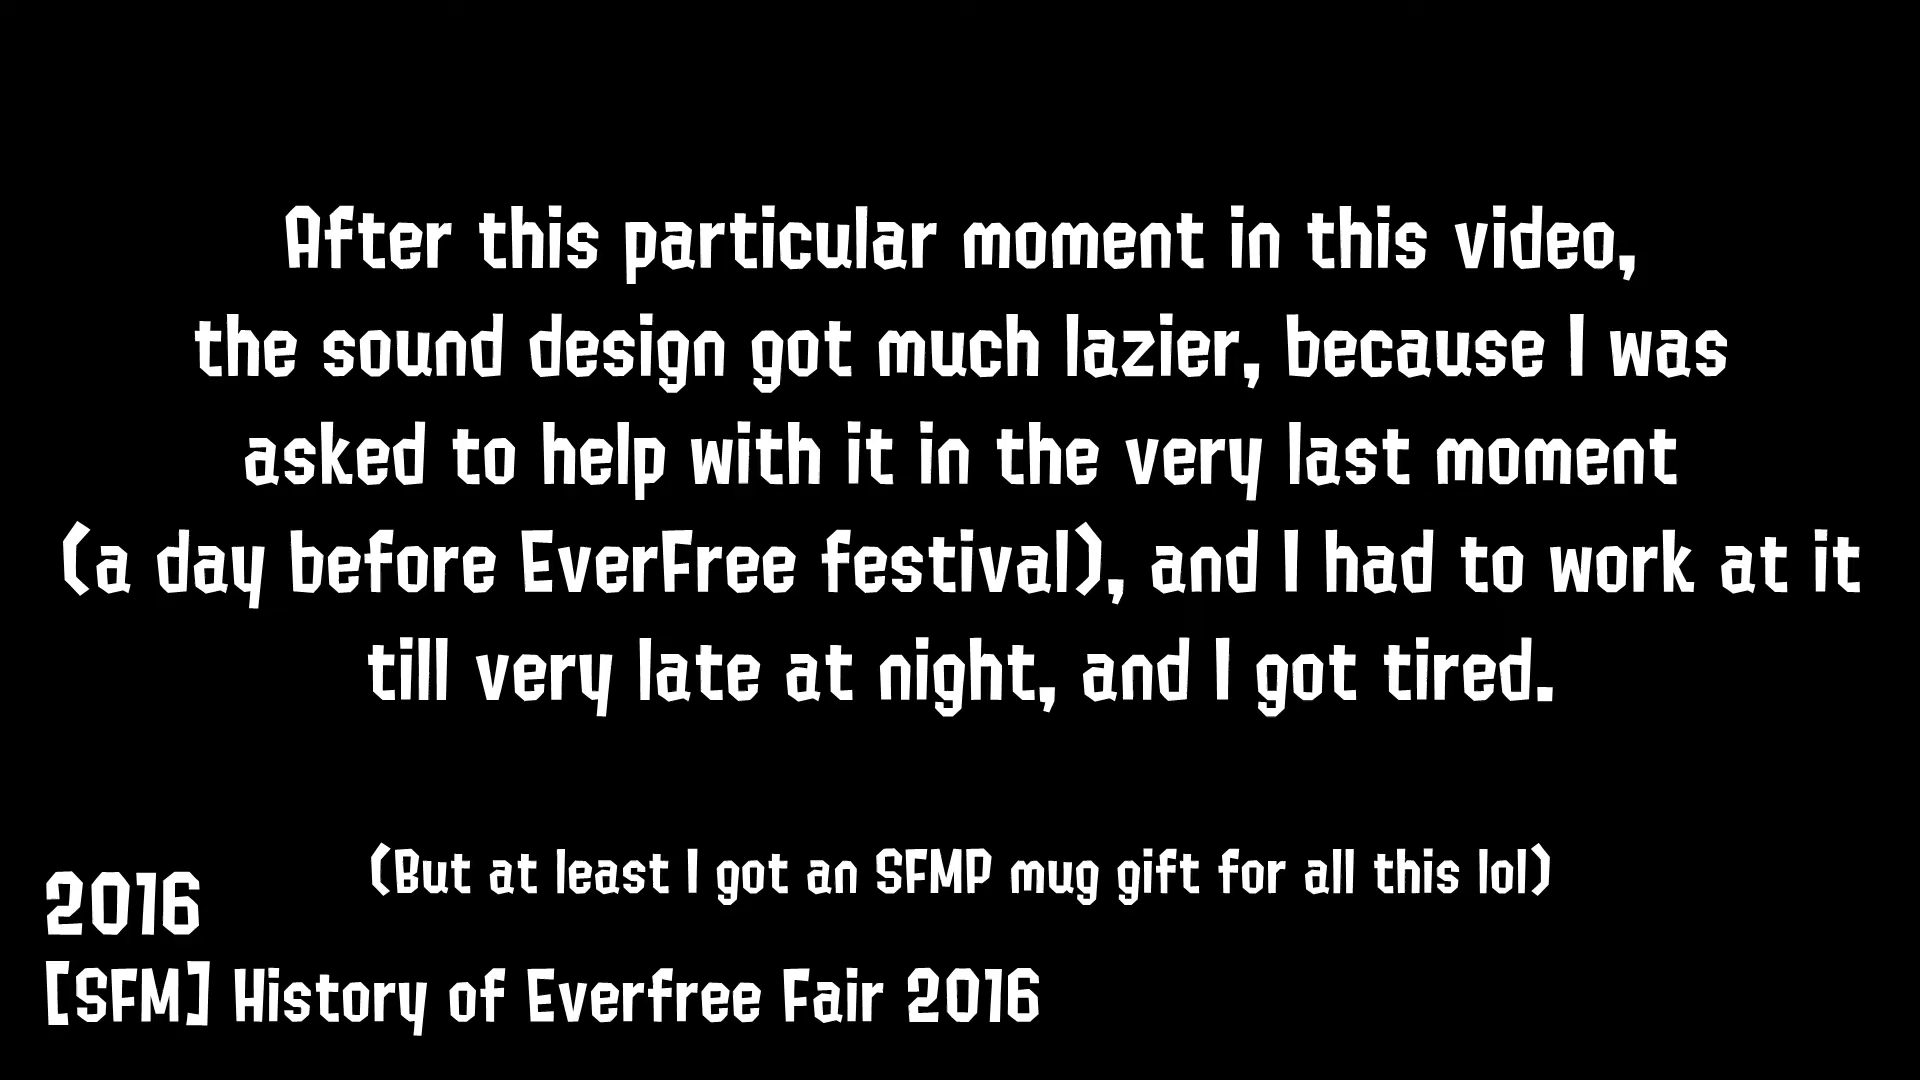 After this particular moment in this video,
the sound design got much lazier, because I was
asked to help with it in the very last moment
(a day before EverFree festival), and I had to work at it
till very late at night, and I got tired.
(But at least I got an SFMP mug gift for all this lol)
2016
[SFM] History of Everfree Fair 2016